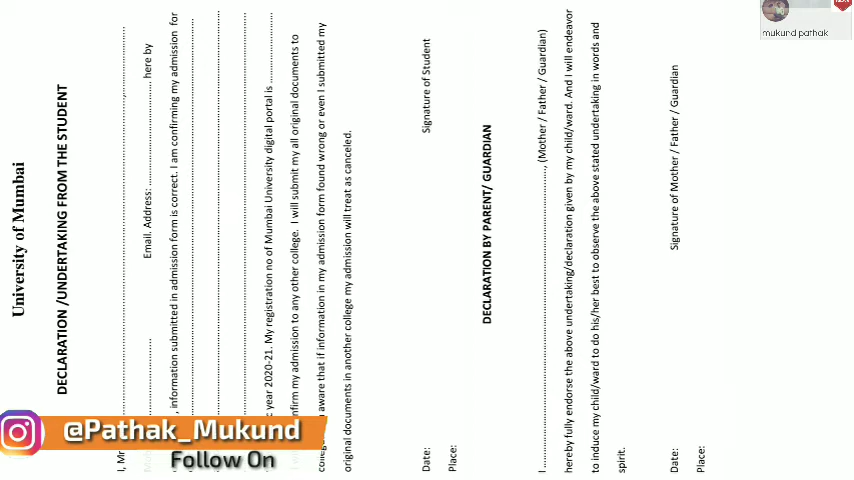 University of Mumbai
DECLARATION /UNDERTAKING FROM THE STUDENT
I, Mr ...............................................................................................................
.................... Email. Address: ........................................ here by
, information submitted in admission form is correct. I am confirming my admission for
...............................................................................................................
...............................................................................................................
...............................................................................................................
year 2020-21. My registration no of Mumbai University digital portal is ......................
my admission to any other college. I will submit my all original documents to
aware that if information in my admission form found wrong or even I submitted my
original documents in another college my admission will treat as canceled.
Date: Signature of Student
Place:
DECLARATION BY PARENT/ GUARDIAN
I ..............................................................................................., (Mother / Father / Guardian)
hereby fully endorse the above undertaking/declaration given by my child/ward. And I will endeavor
to induce my child/ward to do his/her best to observe the above stated undertaking in words and
spirit.
Date: Signature of Mother / Father / Guardian
Place:
mukund pathak
@Pathak_Mukund
Follow On